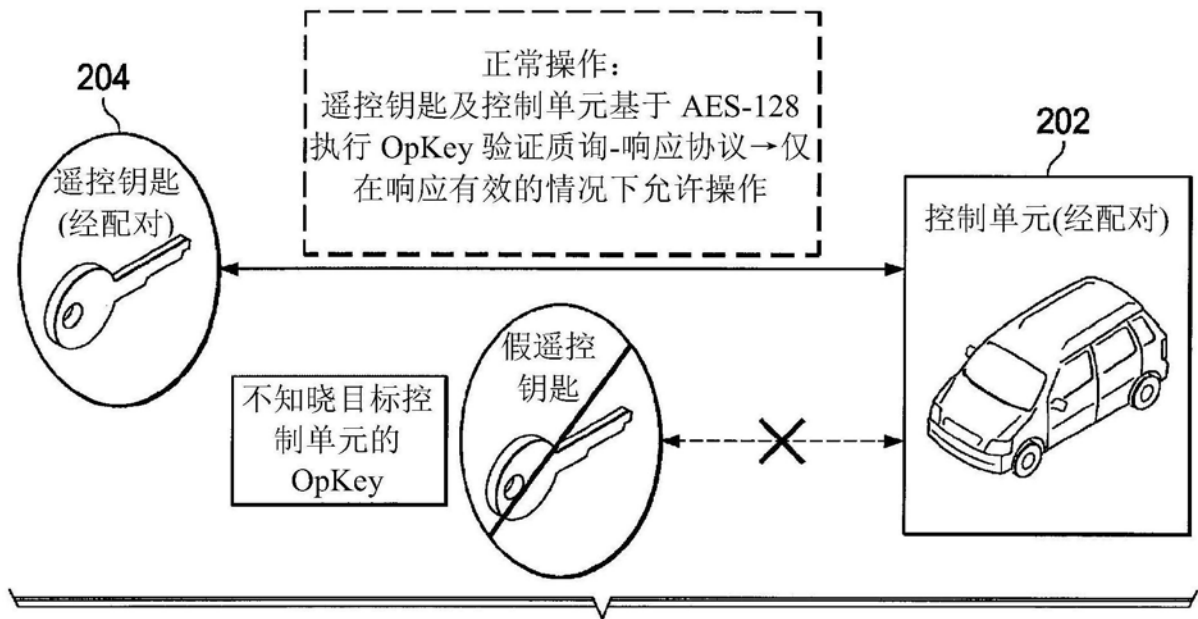 正常操作:
遥控钥匙及控制单元基于 AES-128
执行 OpKey 验证质询-响应协议→仅
在响应有效的情况下允许操作
204
遥控钥匙
(经配对)
202
控制单元(经配对)
假遥控
钥匙
不知晓目标控
制单元的
OpKey